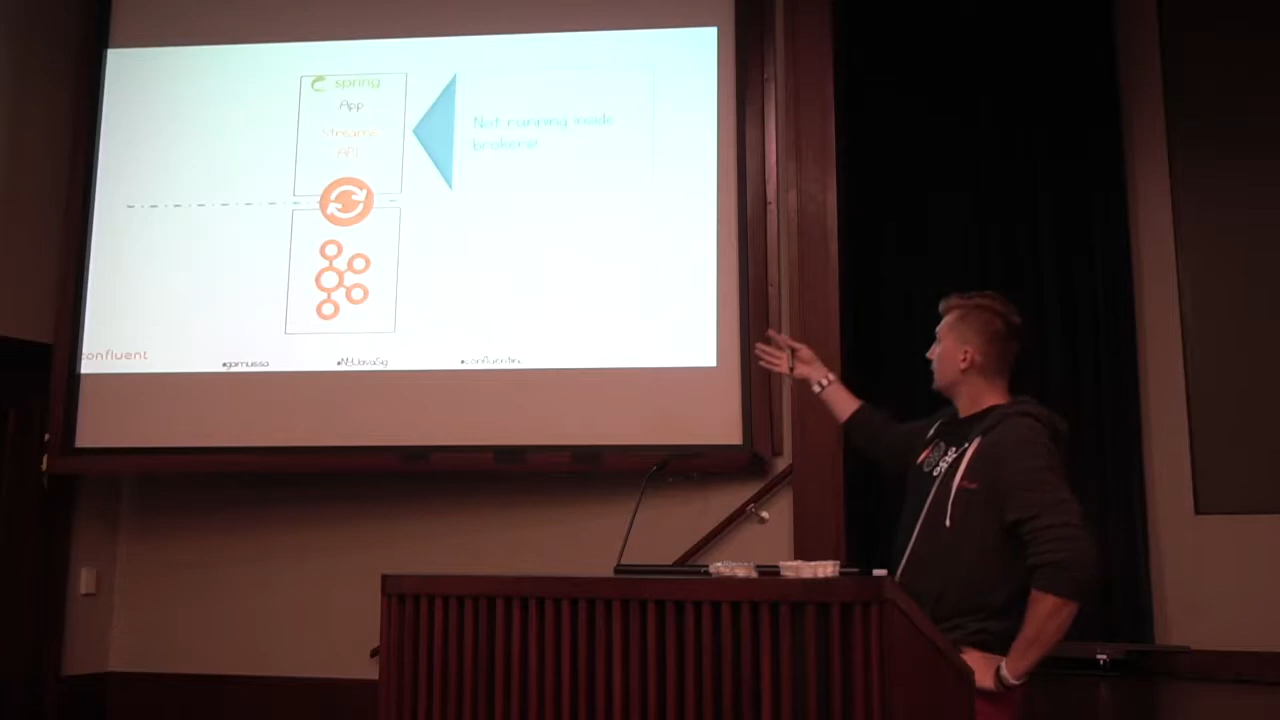 spring
App
Streams
API
Not running inside
brokers!
confluent
@gamussa
#NYJavaSig
@confluentinc